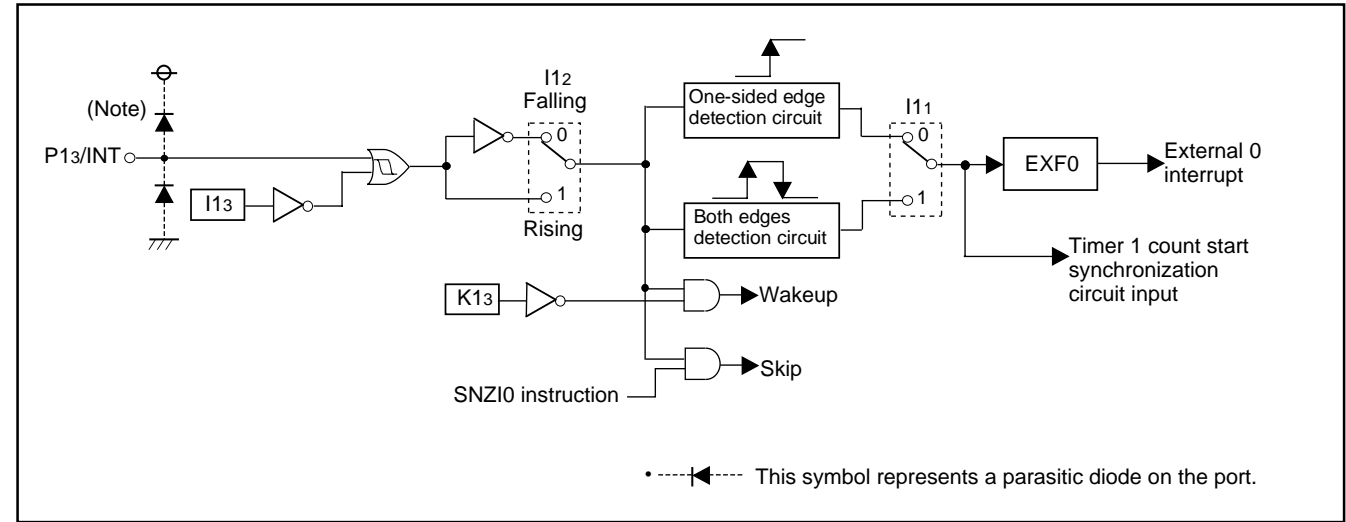 (Note)
P13/INT
I13
I12
Falling
0
1
Rising
K13
SNZI0 instruction
One-sided edge
detection circuit
Both edges
detection circuit
Wakeup
Skip
I11
0
1
EXF0
External 0
interrupt
Timer 1 count start
synchronization
circuit input
• This symbol represents a parasitic diode on the port.